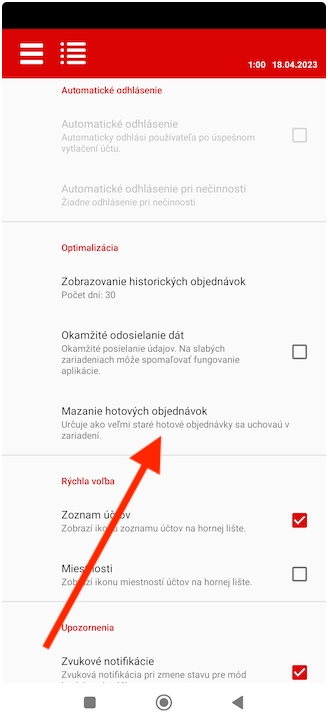 1:00 18.04.2023
Automatické odhlásenie
Automatické odhlásenie
Automaticky odhlási používateľa po úspešnom
vytlačení účtu.
Automatické odhlásenie pri nečinnosti
Žiadne odhlásenie pri nečinnosti
Optimalizácia
Zobrazovanie historických objednávok
Počet dní: 30
Okamžité odosielanie dát
Okamžité posielanie údajov. Na slabých
zariadeniach môže spomaľovať fungovanie
aplikácie.
Mazanie hotových objednávok
Určuje ako veľmi staré hotové objednávky sa uchovaú v
zariadení.
Rýchla voľba
Zoznam účtov
Zobrazí ikonu zoznamu účtov na hornej lište.
Miestnosti
Zobrazí ikonu miestností účtov na hornej lište.
Upozornenia
Zvukové notifikácie
Zvuková notifikácia pri zmene stavu pre mód